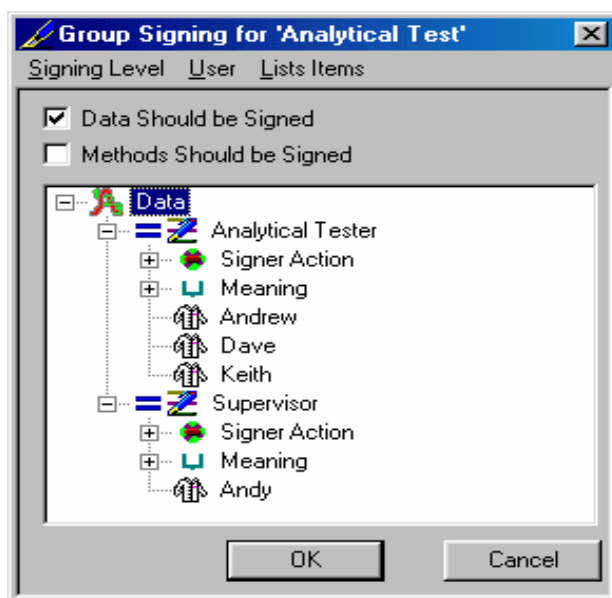 Group Signing for 'Analytical Test'
Signing Level User Lists Items
Data Should be Signed
Methods Should be Signed
Data
Analytical Tester
Signer Action
Meaning
Andrew
Dave
Keith
Supervisor
Signer Action
Meaning
Andy
OK Cancel